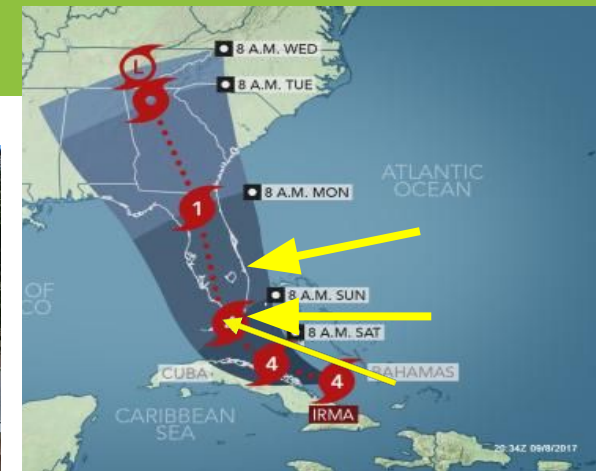 L
8 A.M. WED
8 A.M. TUE
ATLANTIC
OCEAN
1
8 A.M. MON
OF
CO
8 A.M. SUN
8 A.M. SAT
CUBA
4
4
BAHAMAS
IRMA
CARIBBEAN
SEA
20:34Z 09/8/2017